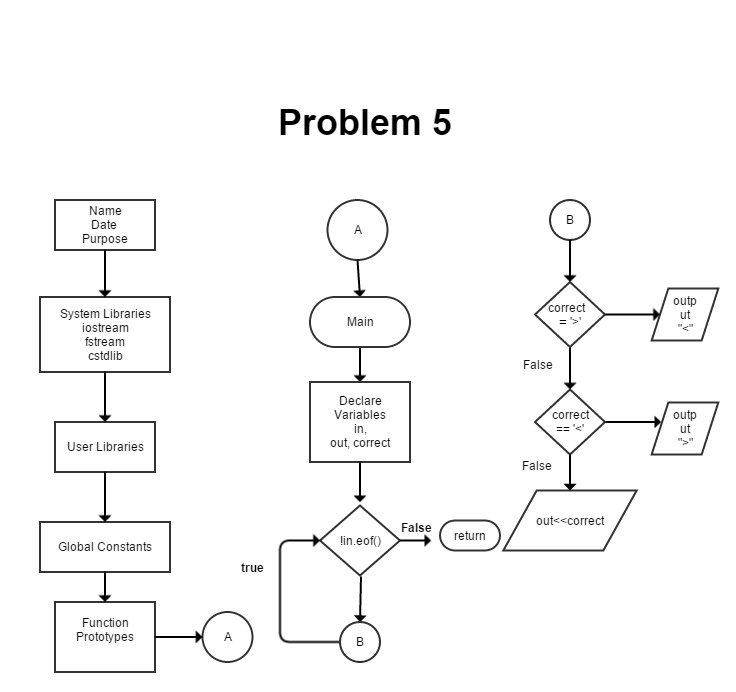 Problem 5
Name
Date
Purpose
System Libraries
iostream
fstream
cstdlib
User Libraries
Global Constants
Function
Prototypes
A
A
Main
Declare
Variables
in,
out, correct
!in.eof()
False
return
true
B
B
correct
= '>'
outp
ut
"<"
False
correct
== '<'
outp
ut
">"
False
out<<correct